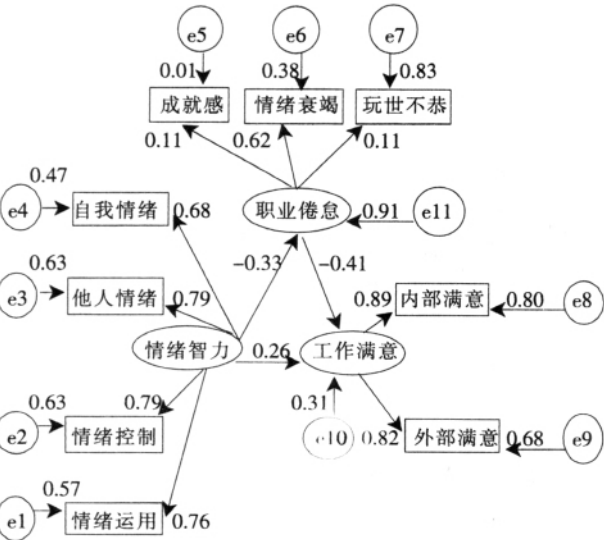 e5 e6 e7
0.01 0.38 0.83
成就感 情绪衰竭 玩世不恭
0.11 0.62 0.11
0.47
e4 自我情绪 0.68 职业倦怠 0.91 e11
0.63 -0.33 -0.41
e3 他人情绪 0.79 0.89 内部满意 0.80 e8
情绪智力 0.26 工作满意
0.63 0.79 0.31
e2 情绪控制 e10 0.82 外部满意 0.68 e9
0.57
e1 情绪运用 0.76